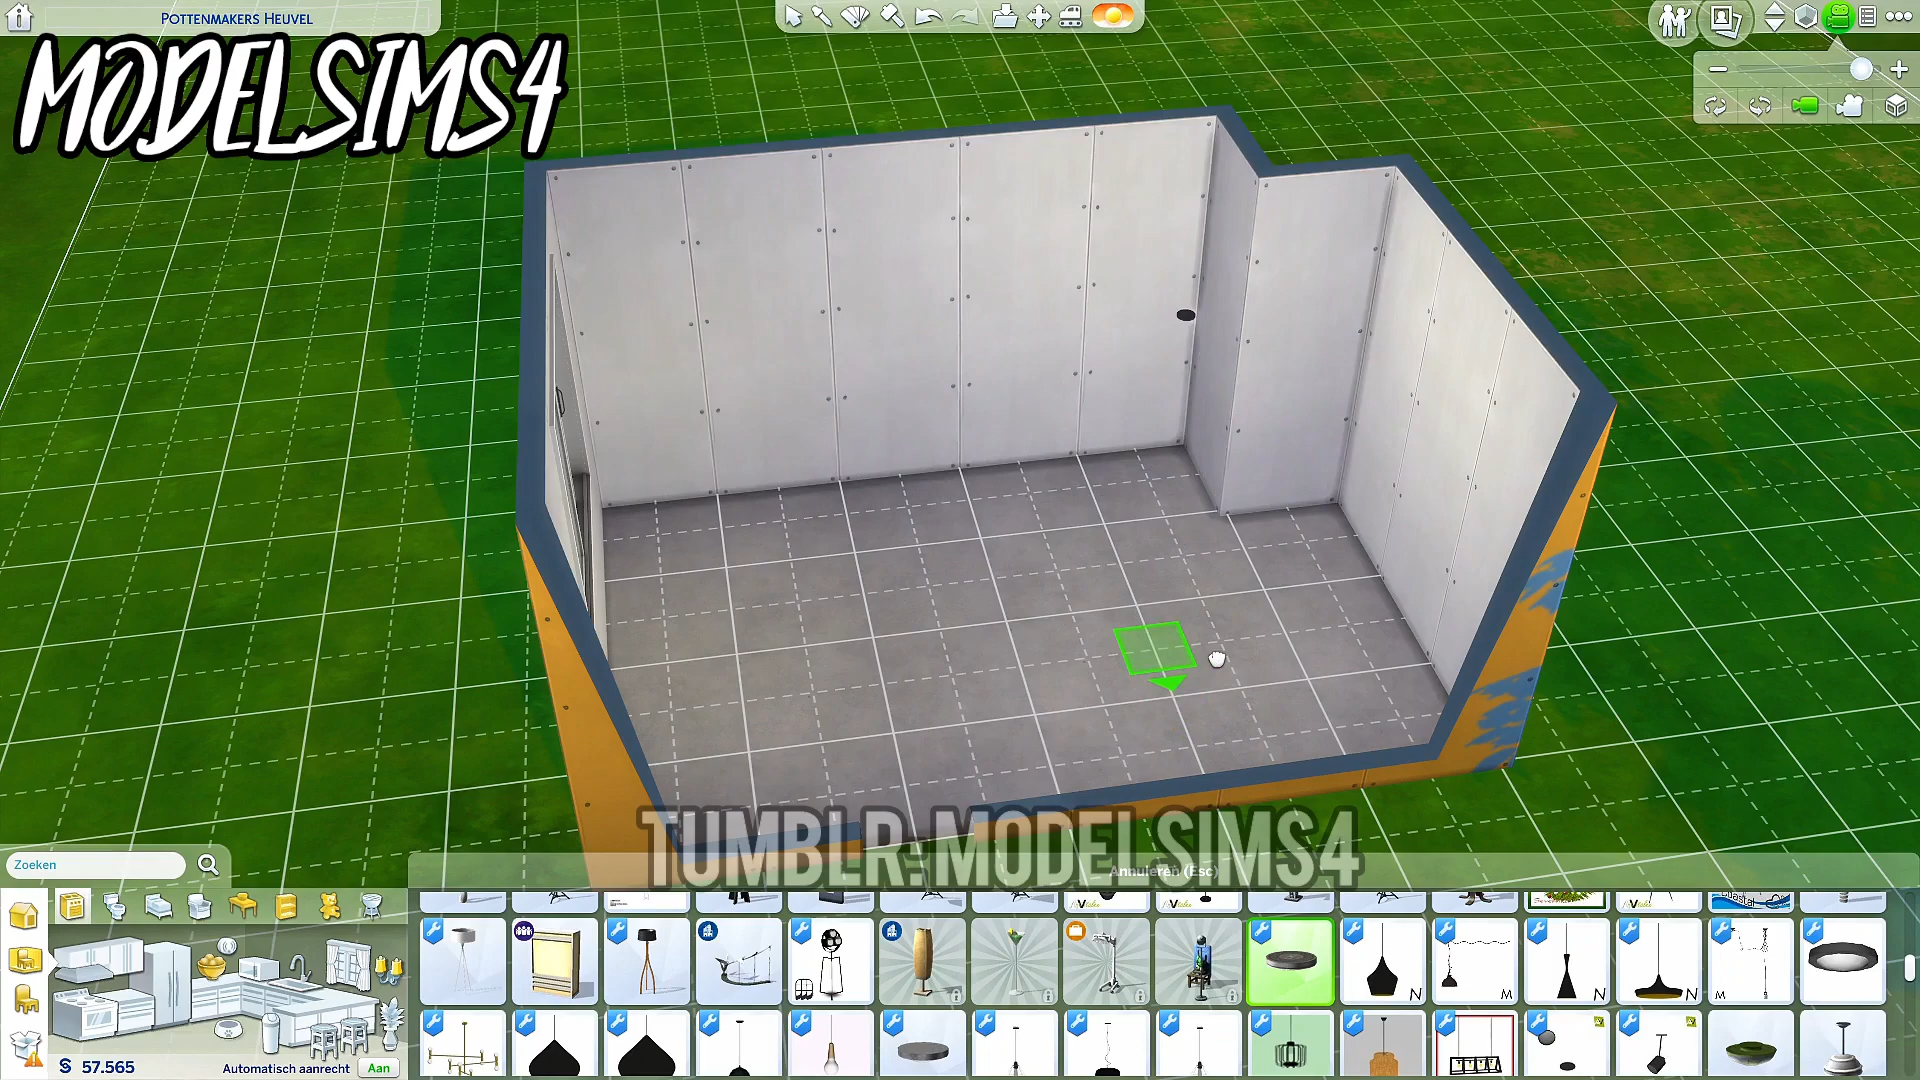 Pottenmakers Heuvel
MODELSIMS4
TUMBLR: MODELSIMS4
Annuleren (Esc)
Zoeken
N
M
N
N
M
§ 57.565
Automatisch aanrecht
Aan